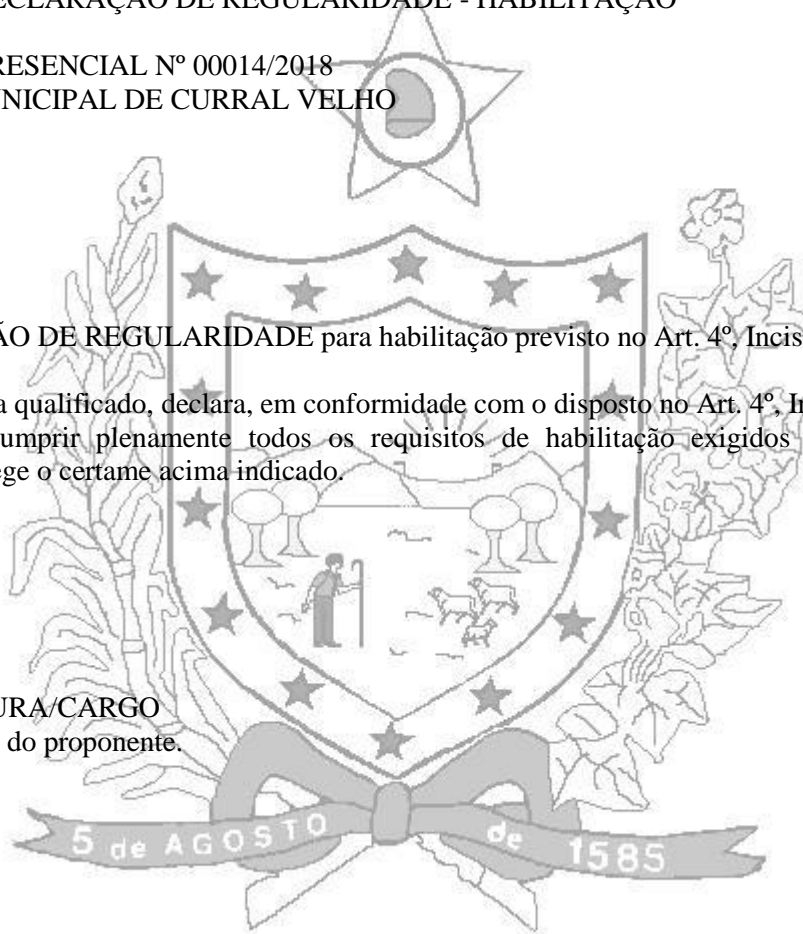 ECLARAÇÃO DE REGULARIDADE - HABILITAÇÃO
RESENCIAL Nº 00014/2018
UNICIPAL DE CURRAL VELHO
ÃO DE REGULARIDADE para habilitação previsto no Art. 4º, Incis
a qualificado, declara, em conformidade com o disposto no Art. 4º, In
umprir plenamente todos os requisitos de habilitação exigidos
ege o certame acima indicado.
URA/CARGO
do proponente.
5 de AGOSTO de 1585